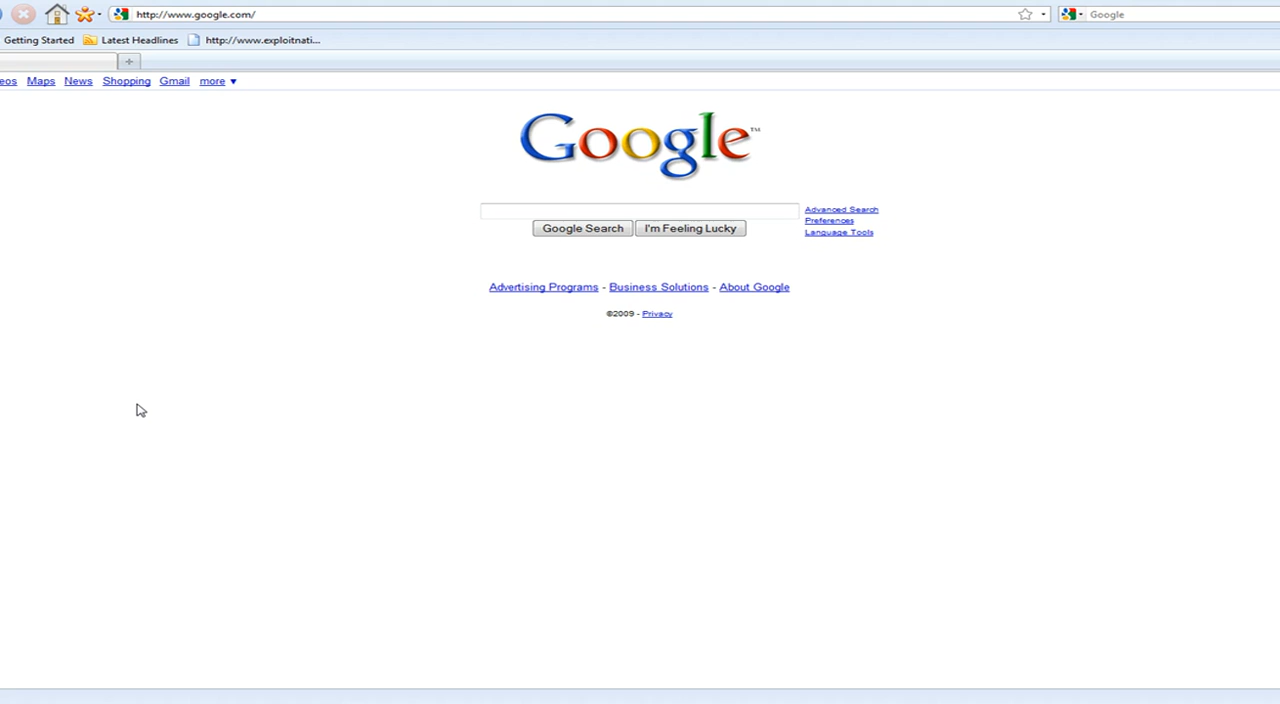 http://www.google.com/ Google
Getting Started Latest Headlines http://www.exploitnati...
eos Maps News Shopping Gmail more ▼
Google™
Advanced Search
Preferences
Language Tools
Google Search I'm Feeling Lucky
Advertising Programs - Business Solutions - About Google
©2009 - Privacy